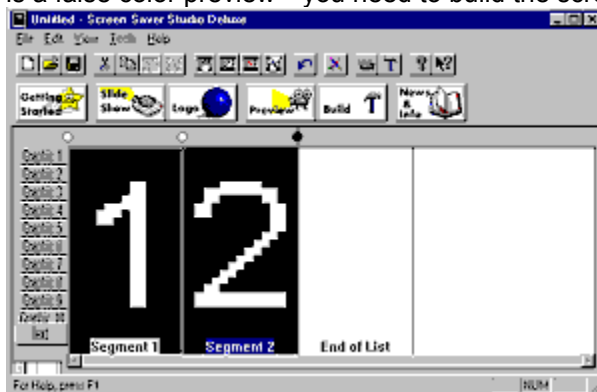 is a false color preview - you need to build the scre
Untitled - Screen Saver Studio Deluxe
File Edit View Tools Help
Getting Started
Slide Show
Logo
Preview
Build
News & Info
Graphic 1
Graphic 2
Graphic 3
Graphic 4
Graphic 5
Graphic 6
Graphic 7
Graphic 8
Graphic 9
Graphic 10
Text
1 2
Segment 1 Segment 2 End of List
For Help, press F1 NUM